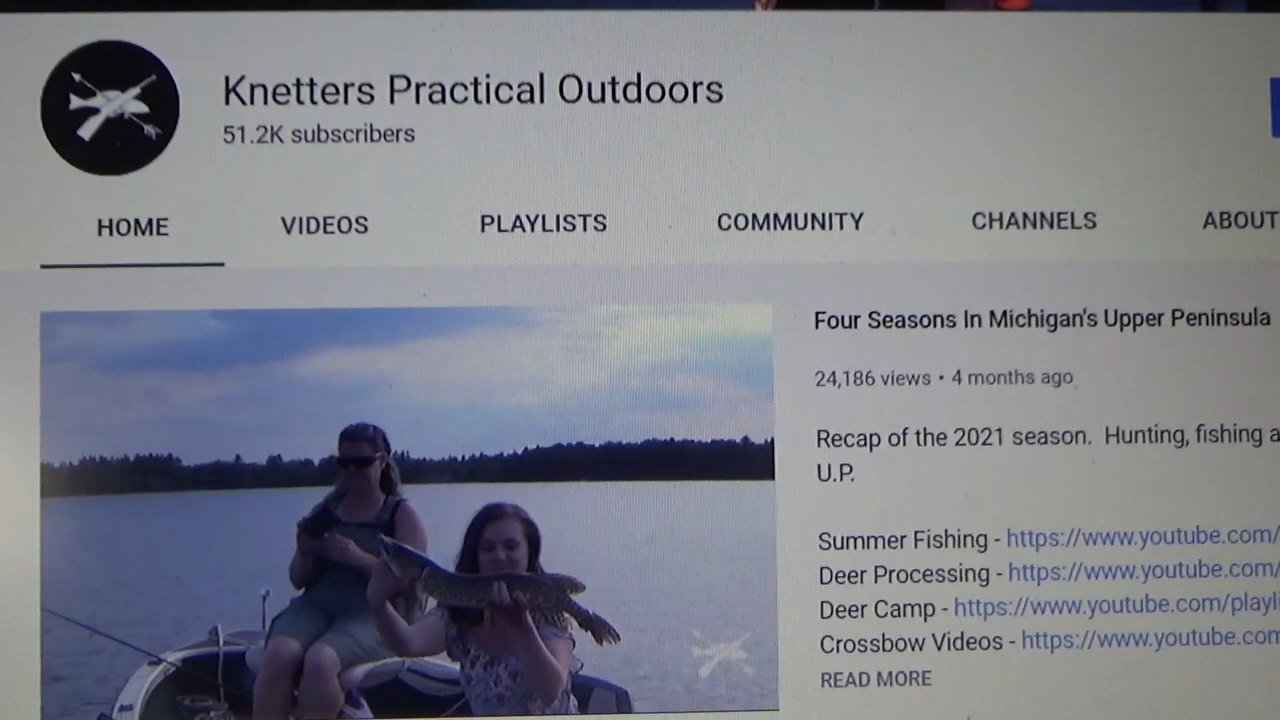 Knetters Practical Outdoors
51.2K subscribers
HOME VIDEOS PLAYLISTS COMMUNITY CHANNELS ABOUT
Four Seasons In Michigan's Upper Peninsula
24,186 views • 4 months ago
Recap of the 2021 season. Hunting, fishing a
U.P.
Summer Fishing - https://www.youtube.com/
Deer Processing - https://www.youtube.com/
Deer Camp - https://www.youtube.com/playli
Crossbow Videos - https://www.youtube.com
READ MORE